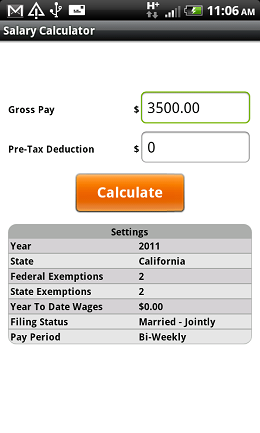 H+ 11:06 AM
Salary Calculator
Gross Pay $ 3500.00
Pre-Tax Deduction $ 0
Calculate
Settings
Year 2011
State California
Federal Exemptions 2
State Exemptions 2
Year To Date Wages $0.00
Filing Status Married - Jointly
Pay Period Bi-Weekly